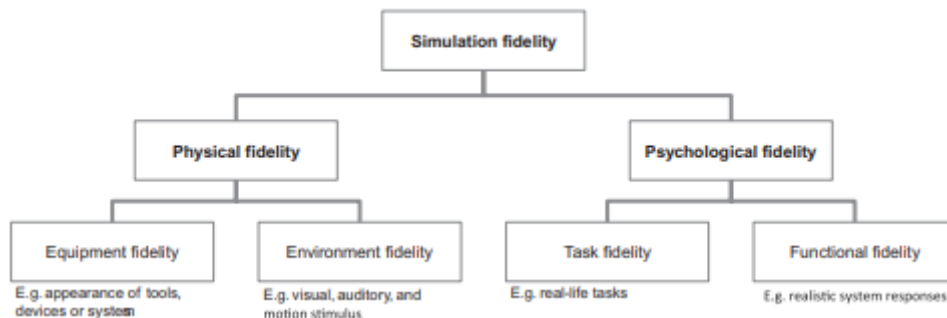 Simulation fidelity
Physical fidelity
Psychological fidelity
Equipment fidelity
Environment fidelity
Task fidelity
Functional fidelity
E.g. appearance of tools,
devices or system
E.g. visual, auditory, and
motion stimulus
E.g. real-life tasks
E.g. realistic system responses